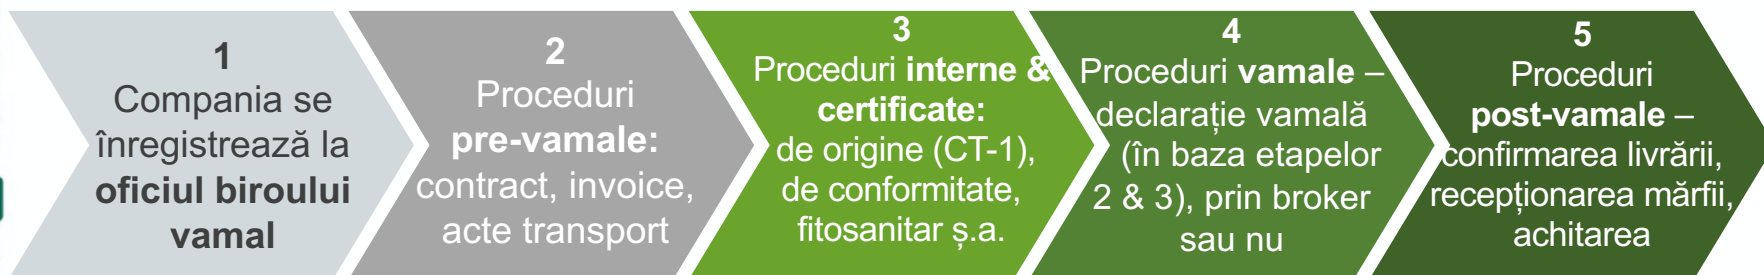 1
Compania se
înregistrează la
oficiul biroului
vamal
2
Proceduri
pre-vamale:
contract, invoice,
acte transport
3
Proceduri interne &
certificate:
de origine (CT-1),
de conformitate,
fitosanitar ș.a.
4
Proceduri vamale –
declarație vamală
(în baza etapelor
2 & 3), prin broker
sau nu
5
Proceduri
post-vamale –
confirmarea livrării,
recepționarea mărfii,
achitarea